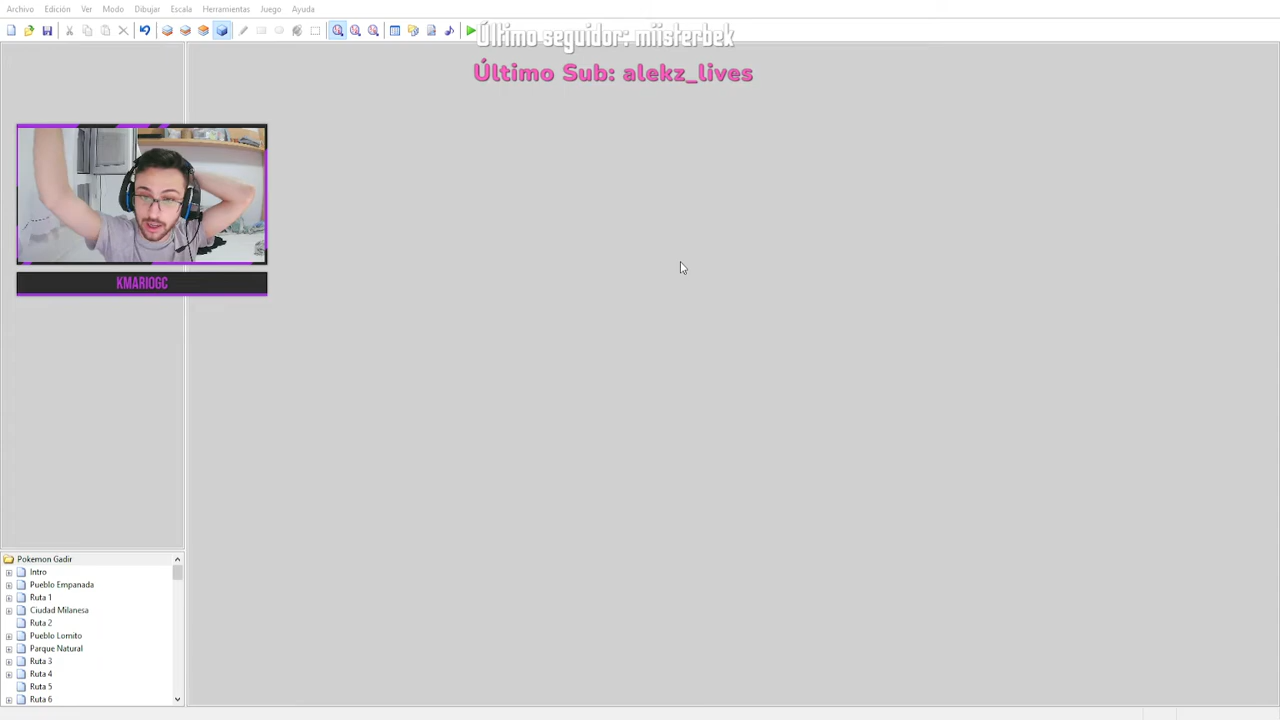 Archivo Edición Ver Modo Dibujar Escala Herramientas Juego Ayuda
Último seguidor: miisterbek
Último Sub: alekz_lives
KMARIOGC
Pokemon Gadir
Intro
Pueblo Empanada
Ruta 1
Ciudad Milanesa
Ruta 2
Pueblo Lomito
Parque Natural
Ruta 3
Ruta 4
Ruta 5
Ruta 6